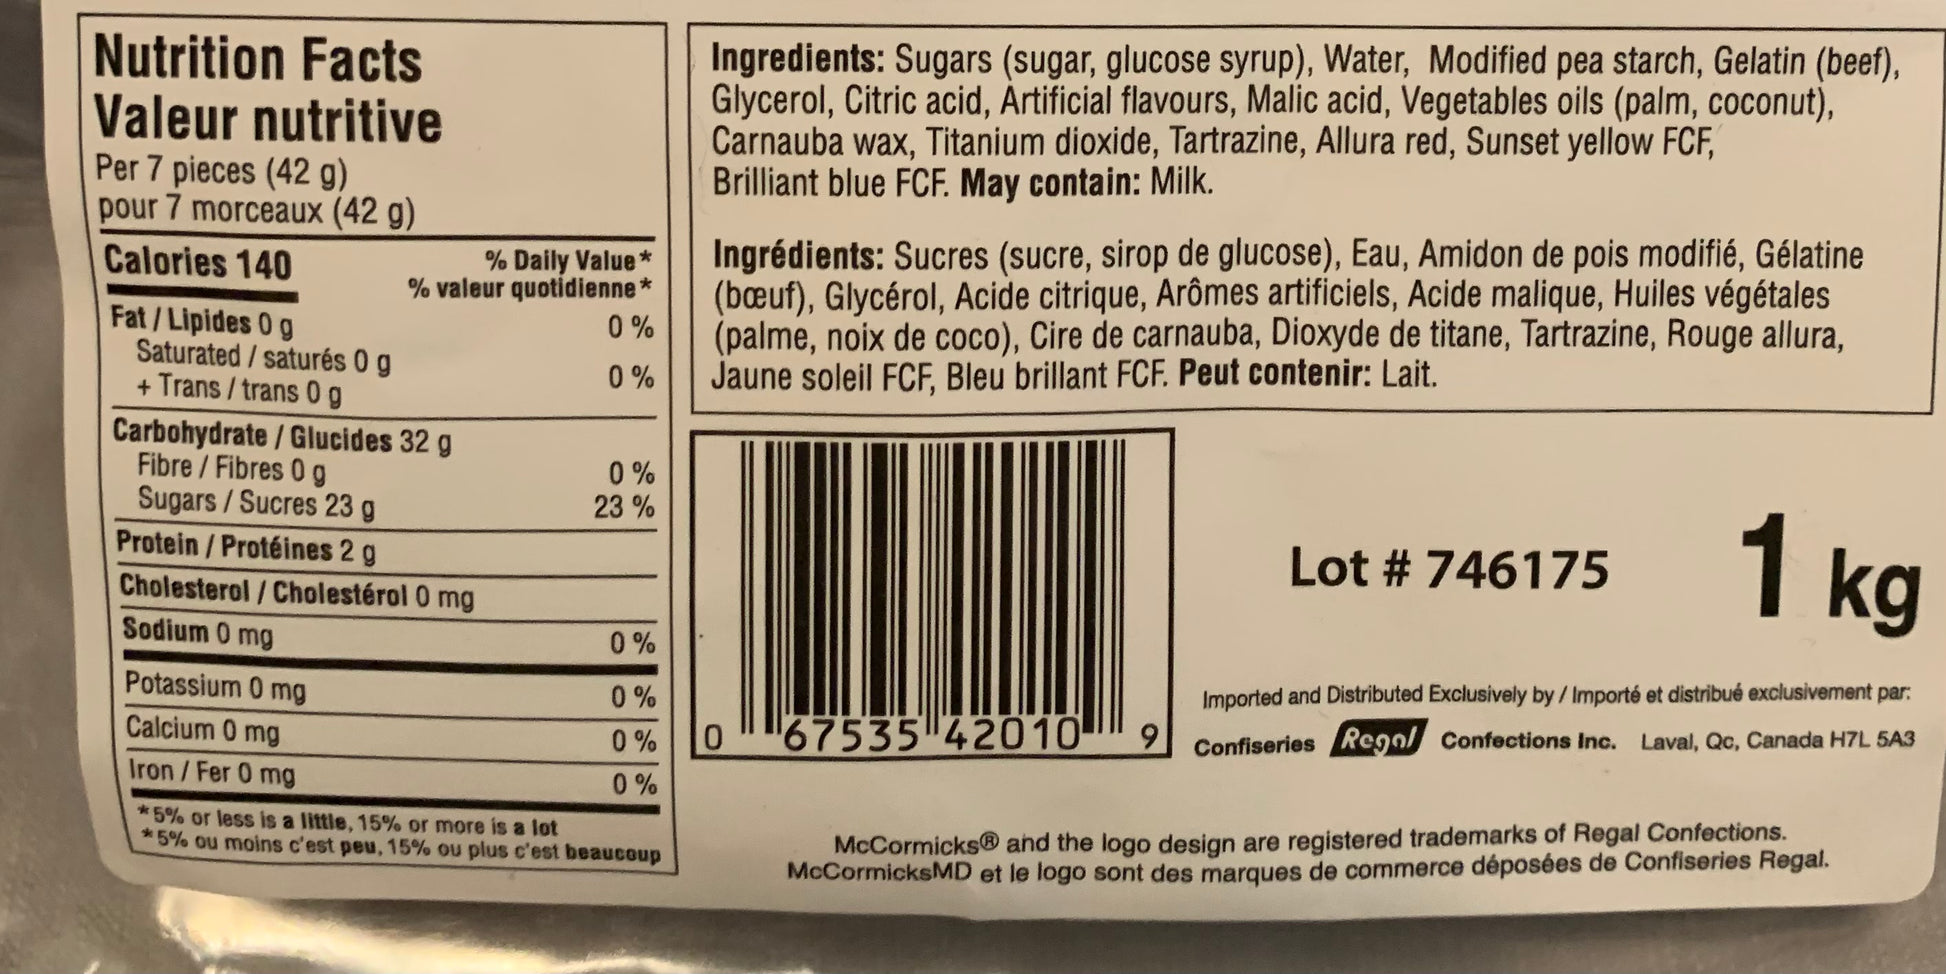 Nutrition Facts
Valeur nutritive
Per 7 pieces (42 g)
pour 7 morceaux (42 g)
Calories 140
% Daily Value*
% valeur quotidienne*
Fat / Lipides 0 g 0 %
Saturated / saturés 0 g
+ Trans / trans 0 g 0 %
Carbohydrate / Glucides 32 g
Fibre / Fibres 0 g 0 %
Sugars / Sucres 23 g 23 %
Protein / Protéines 2 g
Cholesterol / Cholestérol 0 mg
Sodium 0 mg 0 %
Potassium 0 mg 0 %
Calcium 0 mg 0 %
Iron / Fer 0 mg 0 %
*5% or less is a little, 15% or more is a lot
*5% ou moins c'est peu, 15% ou plus c'est beaucoup
Ingredients: Sugars (sugar, glucose syrup), Water, Modified pea starch, Gelatin (beef),
Glycerol, Citric acid, Artificial flavours, Malic acid, Vegetables oils (palm, coconut),
Carnauba wax, Titanium dioxide, Tartrazine, Allura red, Sunset yellow FCF,
Brilliant blue FCF. May contain: Milk.
Ingrédients: Sucres (sucre, sirop de glucose), Eau, Amidon de pois modifié, Gélatine
(bœuf), Glycérol, Acide citrique, Arômes artificiels, Acide malique, Huiles végétales
(palme, noix de coco), Cire de carnauba, Dioxyde de titane, Tartrazine, Rouge allura,
Jaune soleil FCF, Bleu brillant FCF. Peut contenir: Lait.
0 67535 42010 9
Lot # 746175
1 kg
Imported and Distributed Exclusively by / Importé et distribué exclusivement par:
Confiseries Regal Confections Inc. Laval, Qc, Canada H7L 5A3
McCormicks® and the logo design are registered trademarks of Regal Confections.
McCormicksMD et le logo sont des marques de commerce déposées de Confiseries Regal.